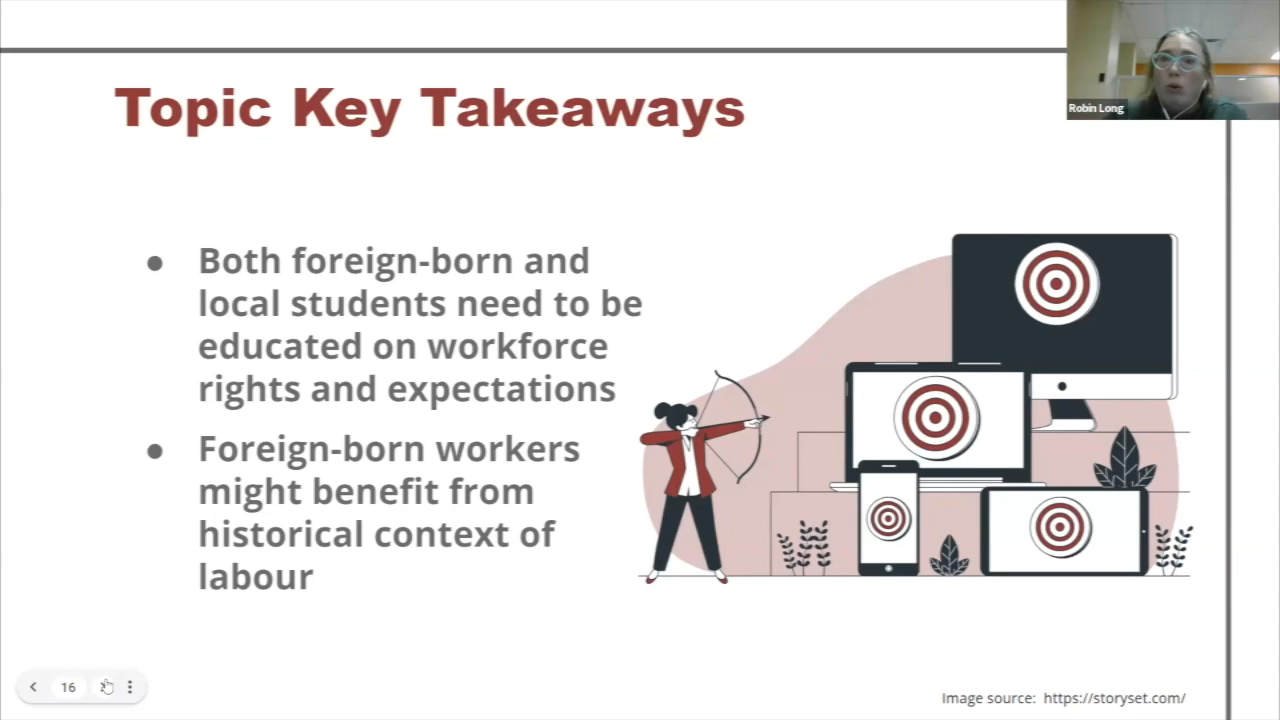 Topic Key Takeaways
Robin Long
● Both foreign-born and
local students need to be
educated on workforce
rights and expectations
● Foreign-born workers
might benefit from
historical context of
labour
16
Image source: https://storyset.com/